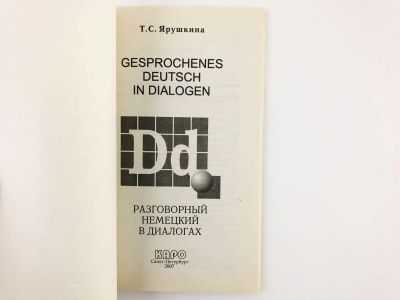 Т.С. Ярушкина
GESPROCHENES
DEUTSCH
IN DIALOGEN
Dd
РАЗГОВОРНЫЙ
НЕМЕЦКИЙ
В ДИАЛОГАХ
КАРО
Санкт-Петербург
2007